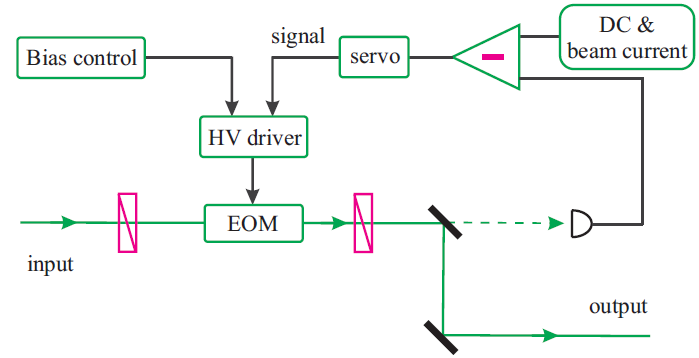 DC &
beam current
signal
Bias control
servo
HV driver
EOM
input
output